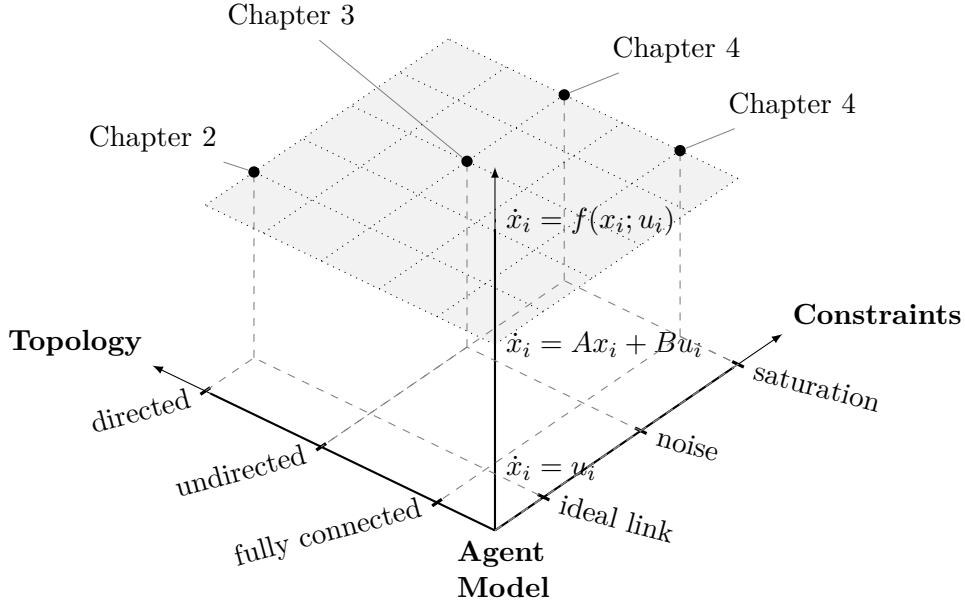 Chapter 3
Chapter 4
Chapter 4
Chapter 2
ẋᵢ = f(xᵢ; uᵢ)
Constraints
Topology
ẋᵢ = Axᵢ + Buᵢ
saturation
directed
noise
undirected
ẋᵢ = uᵢ
ideal link
fully connected
Agent
Model